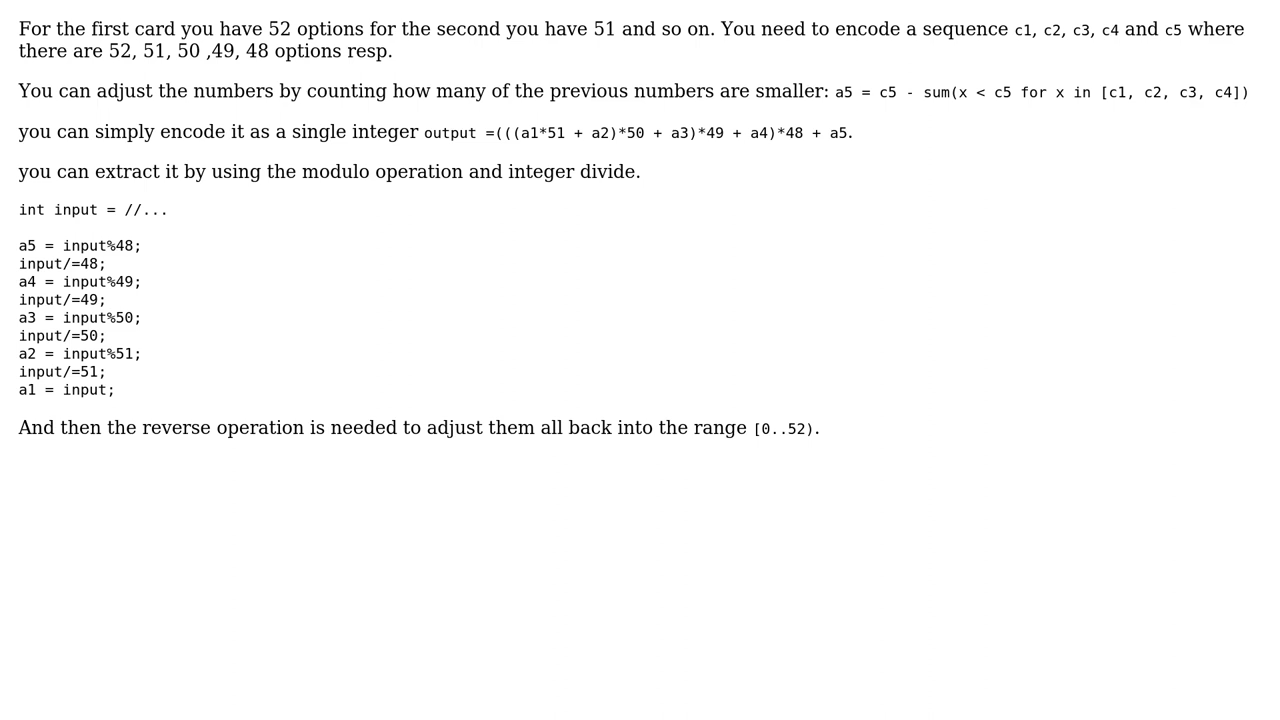 For the first card you have 52 options for the second you have 51 and so on. You need to encode a sequence c1, c2, c3, c4 and c5 where
there are 52, 51, 50 ,49, 48 options resp.
You can adjust the numbers by counting how many of the previous numbers are smaller: a5 = c5 - sum(x < c5 for x in [c1, c2, c3, c4])
you can simply encode it as a single integer output =(((a1*51 + a2)*50 + a3)*49 + a4)*48 + a5.
you can extract it by using the modulo operation and integer divide.
int input = //...
a5 = input%48;
input/=48;
a4 = input%49;
input/=49;
a3 = input%50;
input/=50;
a2 = input%51;
input/=51;
a1 = input;
And then the reverse operation is needed to adjust them all back into the range [0..52).